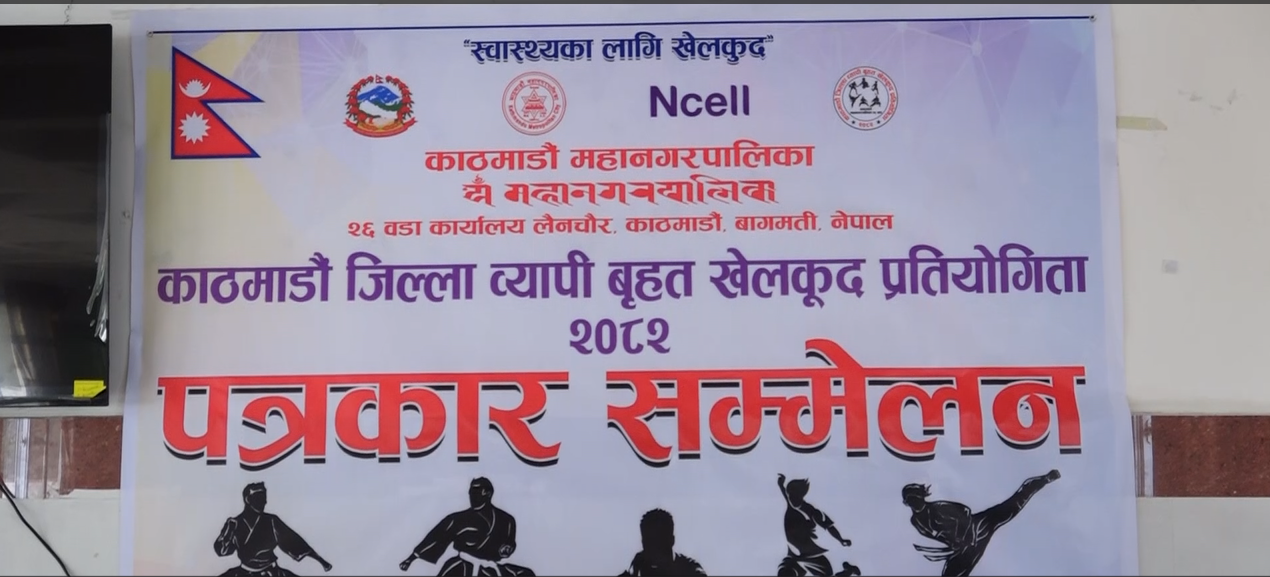 "स्वास्थ्यका लागि खेलकुद"
Ncell
काठमाडौं महानगरपालिका
२६ वडा कार्यालय लैनचौर, काठमाडौं, बागमती, नेपाल
काठमाडौं जिल्ला व्यापी बृहत खेलकूद प्रतियोगिता
२०८२
पत्रकार सम्मेलन